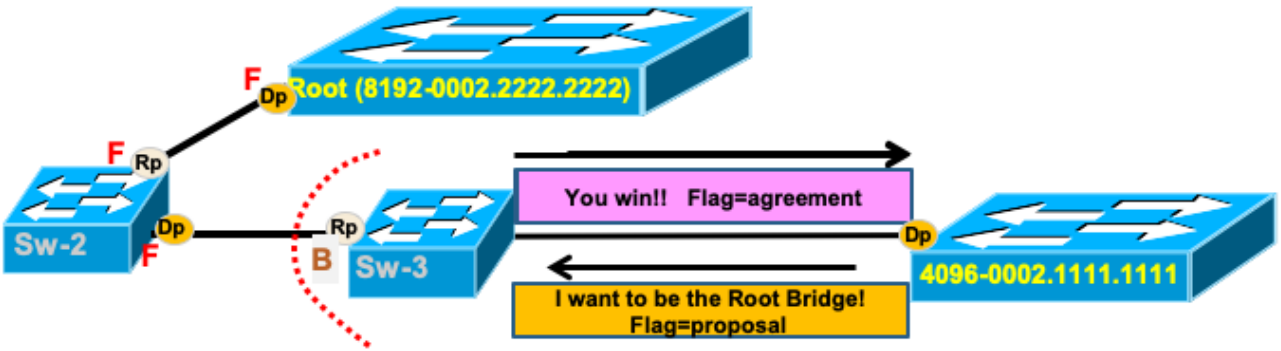 F
Dp
Root (8192-0002.2222.2222)
F
Rp
You win!! Flag=agreement
Sw-2
Dp
F
Rp
B
Sw-3
Dp
4096-0002.1111.1111
I want to be the Root Bridge!
Flag=proposal